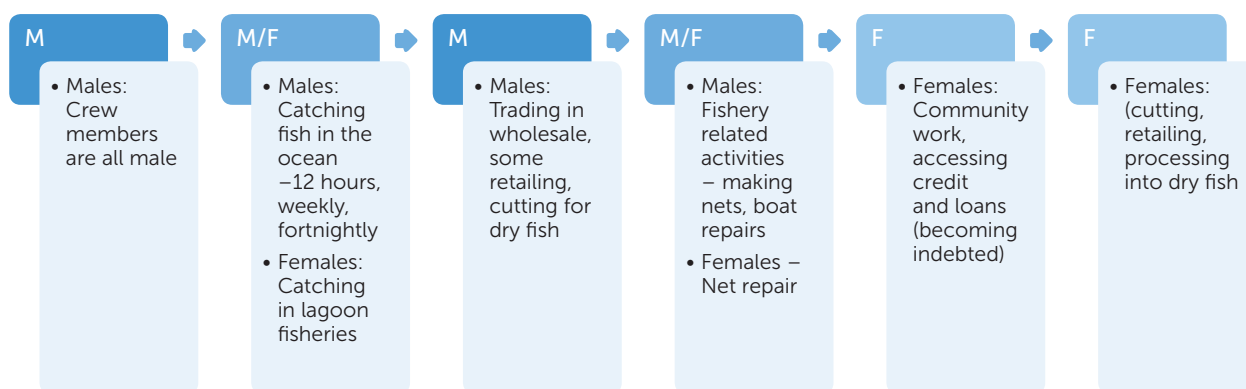 M
• Males:
Crew
members
are all male
M/F
• Males:
Catching
fish in the
ocean
–12 hours,
weekly,
fortnightly
• Females:
Catching
in lagoon
fisheries
M
• Males:
Trading in
wholesale,
some
retailing,
cutting for
dry fish
M/F
• Males:
Fishery
related
activities
– making
nets, boat
repairs
• Females –
Net repair
F
• Females:
Community
work,
accessing
credit
and loans
(becoming
indebted)
F
• Females:
(cutting,
retailing,
processing
into dry fish